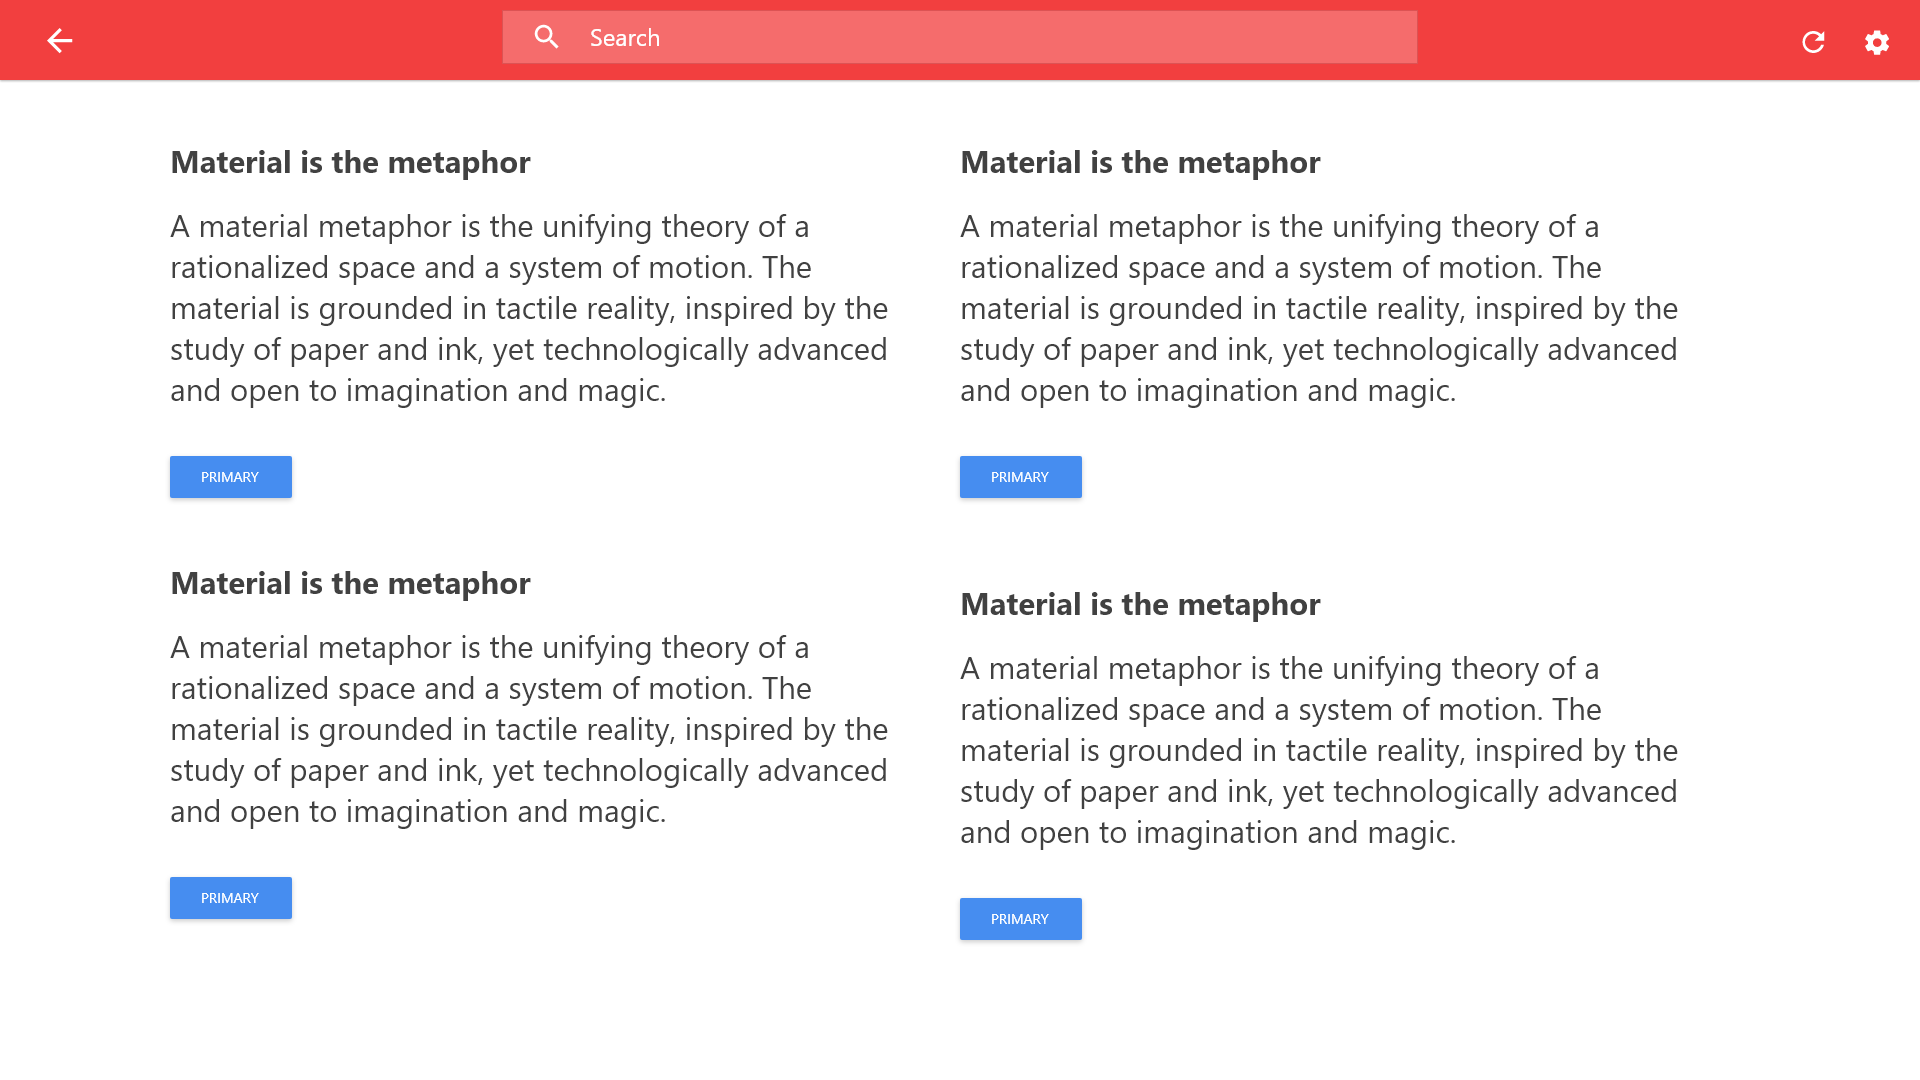 Search
Material is the metaphor
A material metaphor is the unifying theory of a
rationalized space and a system of motion. The
material is grounded in tactile reality, inspired by the
study of paper and ink, yet technologically advanced
and open to imagination and magic.
PRIMARY
Material is the metaphor
A material metaphor is the unifying theory of a
rationalized space and a system of motion. The
material is grounded in tactile reality, inspired by the
study of paper and ink, yet technologically advanced
and open to imagination and magic.
PRIMARY
Material is the metaphor
A material metaphor is the unifying theory of a
rationalized space and a system of motion. The
material is grounded in tactile reality, inspired by the
study of paper and ink, yet technologically advanced
and open to imagination and magic.
PRIMARY
Material is the metaphor
A material metaphor is the unifying theory of a
rationalized space and a system of motion. The
material is grounded in tactile reality, inspired by the
study of paper and ink, yet technologically advanced
and open to imagination and magic.
PRIMARY